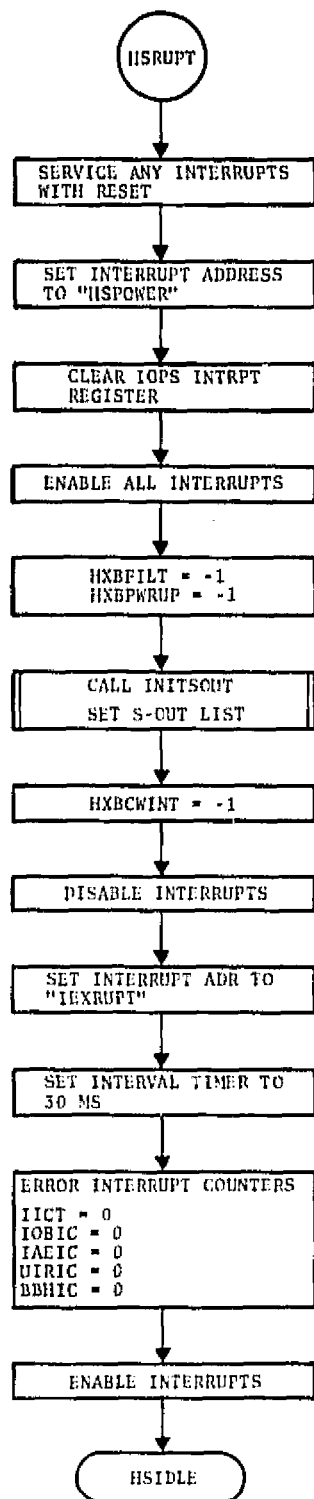 HSRUPT
SERVICE ANY INTERRUPTS
WITH RESET
SET INTERRUPT ADDRESS
TO "HSPOWER"
CLEAR IOPS INTRPT
REGISTER
ENABLE ALL INTERRUPTS
HXBFILT = -1
HXBPWRUP = -1
CALL INITSOUT
SET S-OUT LIST
HXBCWINT = -1
DISABLE INTERRUPTS
SET INTERRUPT ADR TO
"IEXRUPT"
SET INTERVAL TIMER TO
30 MS
ERROR INTERRUPT COUNTERS
IICT = 0
IOBIC = 0
IAEIC = 0
UIRIC = 0
BBHIC = 0
ENABLE INTERRUPTS
HSIDLE